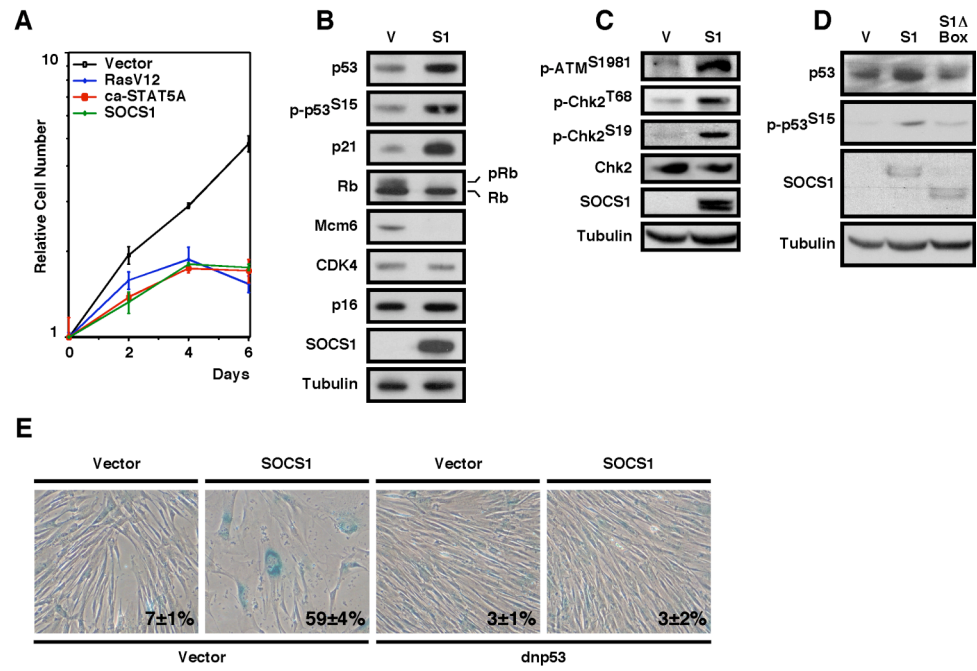 A
10
Vector
RasV12
ca-STAT5A
SOCS1
Relative Cell Number
1
0 2 4 6
Days
B
V S1
p53
p-p53S15
p21
Rb
pRb
Rb
Mcm6
CDK4
p16
SOCS1
Tubulin
C
V S1
p-ATMS1981
p-Chk2T68
p-Chk2S19
Chk2
SOCS1
Tubulin
D
V S1 S1Δ
Box
p53
p-p53S15
SOCS1
Tubulin
E
Vector SOCS1 Vector SOCS1
7±1% 59±4% 3±1% 3±2%
Vector dnp53